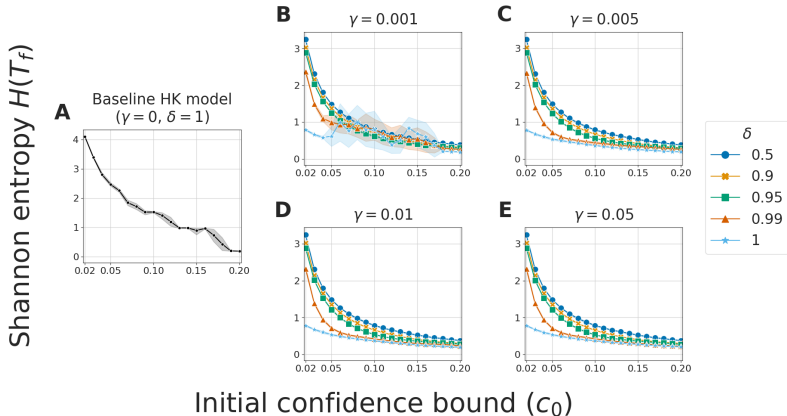 Shannon entropy H(T_f)
A
Baseline HK model
(γ = 0, δ = 1)
4
3
2
1
0
0.02 0.05 0.10 0.15 0.20
B
γ = 0.001
3
2
1
0
0.02 0.05 0.10 0.15 0.20
C
γ = 0.005
3
2
1
0
0.02 0.05 0.10 0.15 0.20
D
γ = 0.01
3
2
1
0
0.02 0.05 0.10 0.15 0.20
E
γ = 0.05
3
2
1
0
0.02 0.05 0.10 0.15 0.20
δ
0.5
0.9
0.95
0.99
1
Initial confidence bound (c_0)